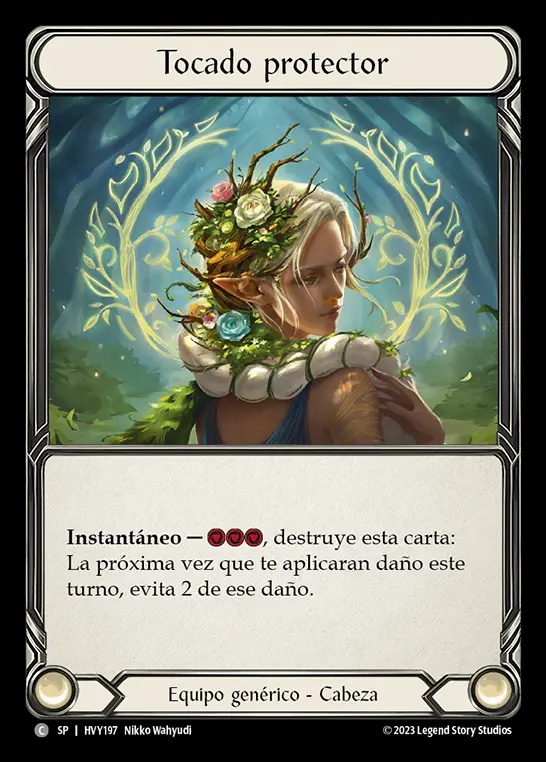 Tocado protector
Instantáneo — , destruye esta carta:
La próxima vez que te aplicaran daño este
turno, evita 2 de ese daño.
Equipo genérico - Cabeza
C SP | HVY197 Nikko Wahyudi © 2023 Legend Story Studios